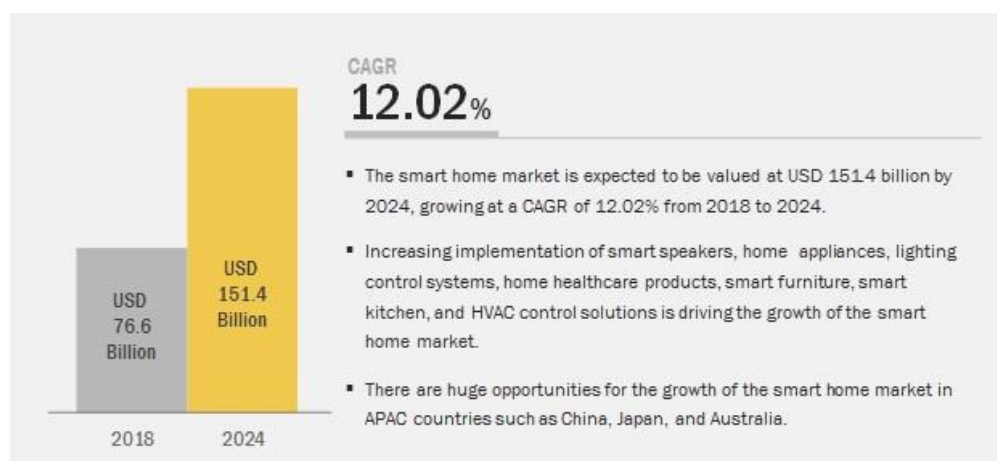 CAGR
12.02%
▪ The smart home market is expected to be valued at USD 151.4 billion by
2024, growing at a CAGR of 12.02% from 2018 to 2024.
▪ Increasing implementation of smart speakers, home appliances, lighting
control systems, home healthcare products, smart furniture, smart
kitchen, and HVAC control solutions is driving the growth of the smart
home market.
▪ There are huge opportunities for the growth of the smart home market in
APAC countries such as China, Japan, and Australia.
USD
76.6
Billion
USD
151.4
Billion
2018
2024